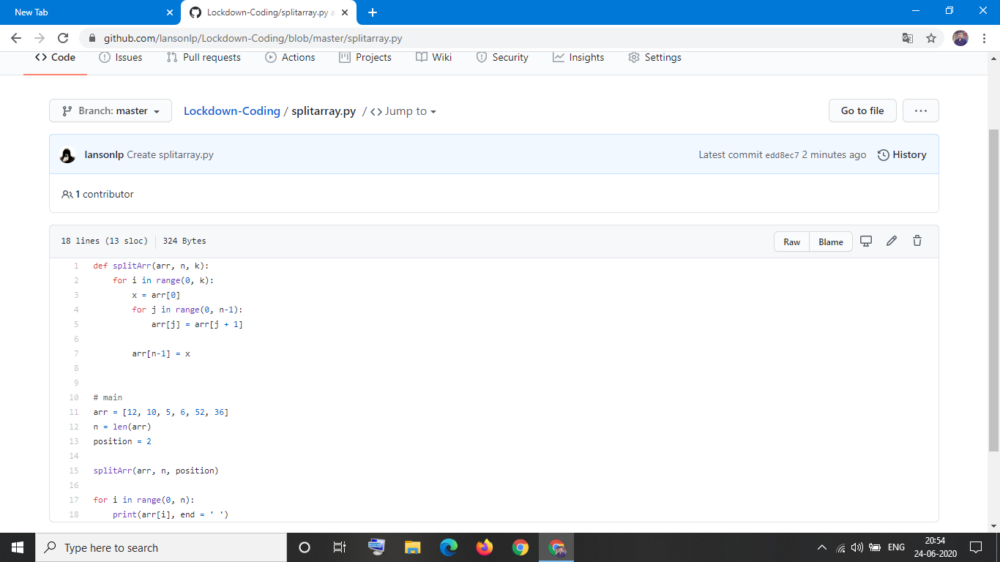 New Tab
Lockdown-Coding/splitarray.py a
github.com/lansonlp/Lockdown-Coding/blob/master/splitarray.py
Code Issues Pull requests Actions Projects Wiki Security Insights Settings
Branch: master Lockdown-Coding / splitarray.py / <> Jump to Go to file ...
lansonlp Create splitarray.py Latest commit edd8ec7 2 minutes ago History
1 contributor
18 lines (13 sloc) 324 Bytes Raw Blame
1 def splitArr(arr, n, k):
2     for i in range(0, k):
3         x = arr[0]
4         for j in range(0, n-1):
5             arr[j] = arr[j + 1]
6
7         arr[n-1] = x
8
9
10 # main
11 arr = [12, 10, 5, 6, 52, 36]
12 n = len(arr)
13 position = 2
14
15 splitArr(arr, n, position)
16
17 for i in range(0, n):
18     print(arr[i], end = ' ')
Type here to search
ENG
20:54
24-06-2020